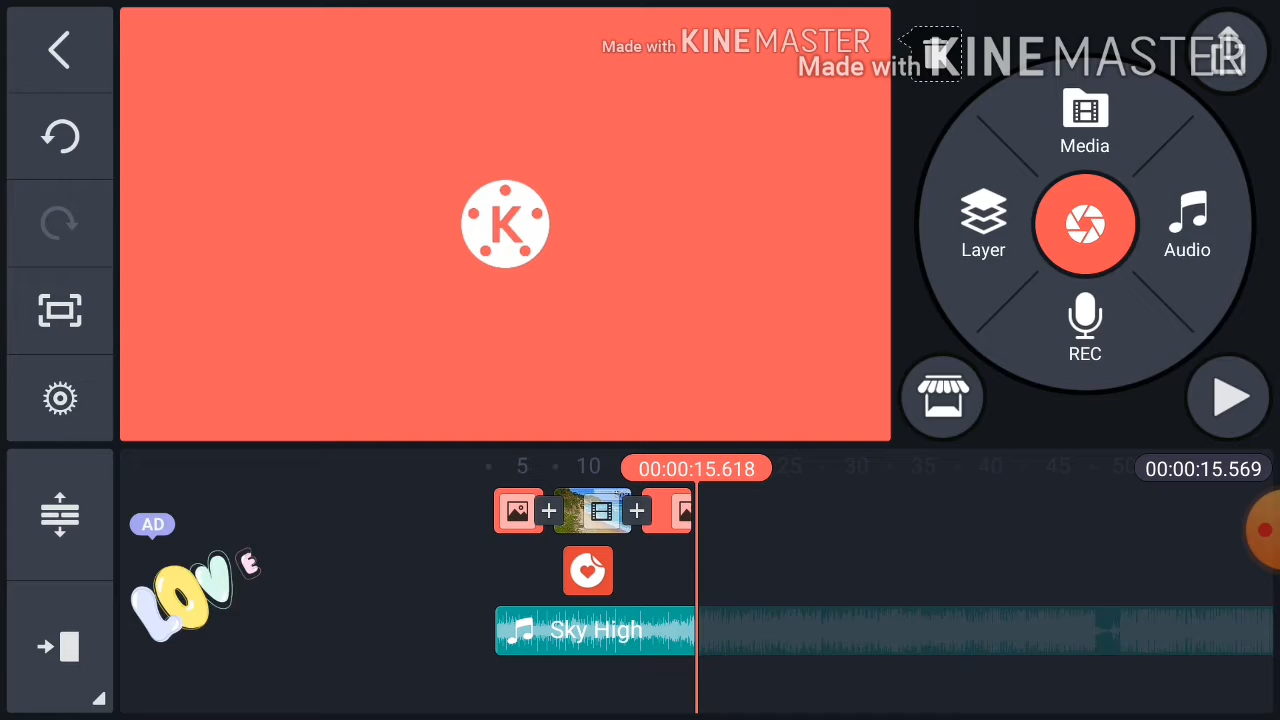 Made with KINEMASTER
Made with KINEMASTER
Media
Layer
Audio
REC
K
5 10 25 30 35 40 45 50
00:00:15.618
00:00:15.569
AD
LOVE
Sky High